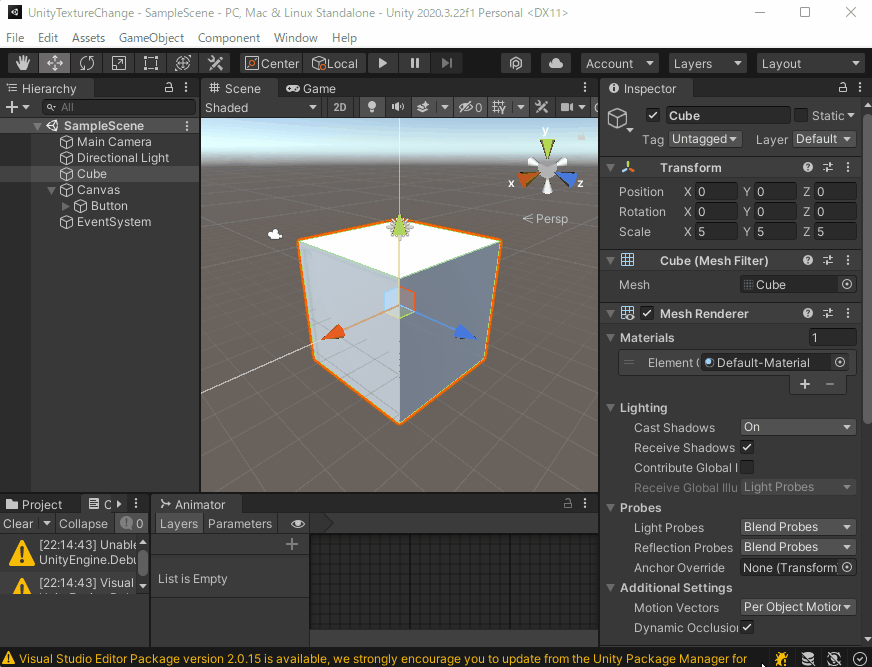 UnityTextureChange - SampleScene - PC, Mac & Linux Standalone - Unity 2020.3.22f1 Personal <DX11>
File Edit Assets GameObject Component Window Help
Center Local Account Layers Layout
Hierarchy
All
SampleScene
Main Camera
Directional Light
Cube
Canvas
Button
EventSystem
Scene Game
Shaded 2D 0
y
x z
Persp
Inspector
Cube Static
Tag Untagged Layer Default
Transform
Position X 0 Y 0 Z 0
Rotation X 0 Y 0 Z 0
Scale X 5 Y 5 Z 5
Cube (Mesh Filter)
Mesh Cube
Mesh Renderer
Materials 1
Element Default-Material
Lighting
Cast Shadows On
Receive Shadows
Contribute Global I
Receive Global Illu Light Probes
Probes
Light Probes Blend Probes
Reflection Probes Blend Probes
Anchor Override None (Transform
Additional Settings
Motion Vectors Per Object Motion
Dynamic Occlusion
Project C
Clear Collapse 0
[22:14:43] Unable
UnityEngine.Debu
[22:14:43] Visual
Animator
Layers Parameters
List is Empty
Visual Studio Editor Package version 2.0.15 is available, we strongly encourage you to update from the Unity Package Manager for